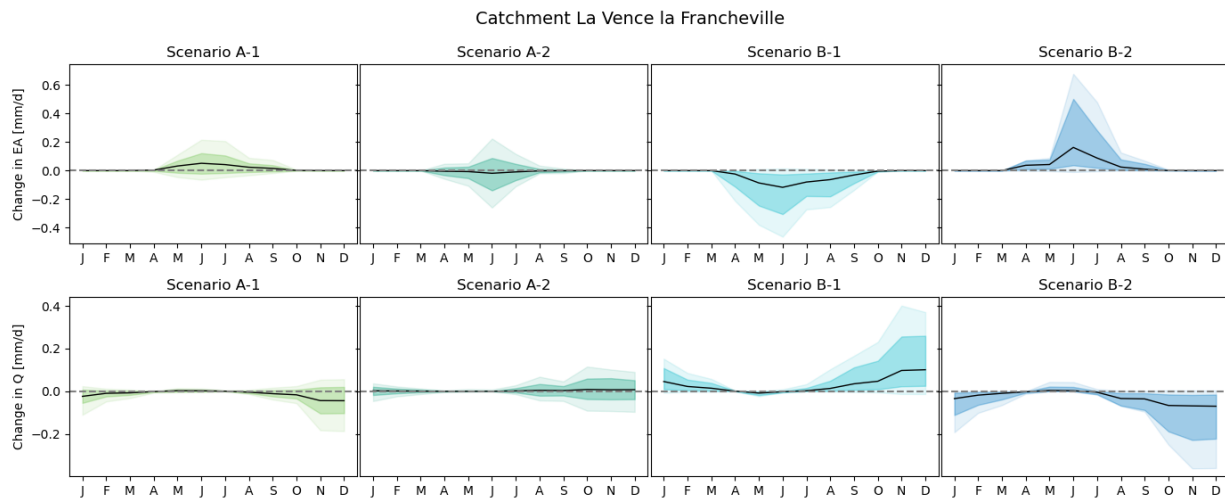 Catchment La Vence la Francheville
Scenario A-1 Scenario A-2 Scenario B-1 Scenario B-2
Change in EA [mm/d]
0.6
0.4
0.2
0.0
−0.2
−0.4
J F M A M J J A S O N D J F M A M J J A S O N D J F M A M J J A S O N D J F M A M J J A S O N D
Scenario A-1 Scenario A-2 Scenario B-1 Scenario B-2
Change in Q [mm/d]
0.4
0.2
0.0
−0.2
J F M A M J J A S O N D J F M A M J J A S O N D J F M A M J J A S O N D J F M A M J J A S O N D